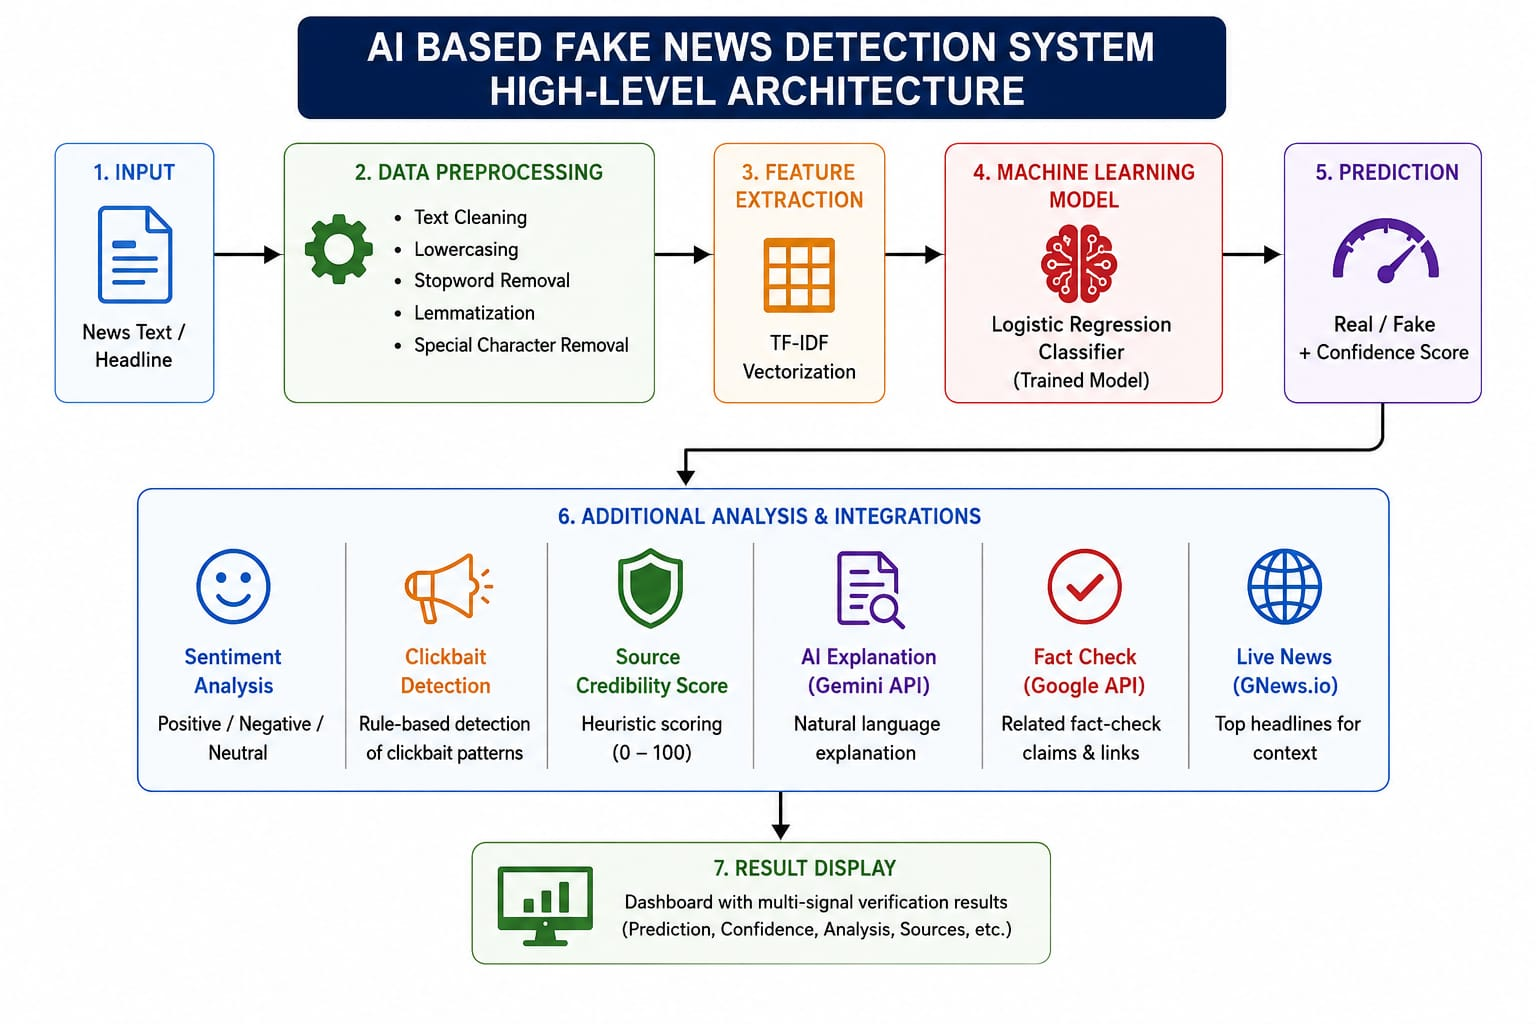 AI BASED FAKE NEWS DETECTION SYSTEM
HIGH-LEVEL ARCHITECTURE
1. INPUT
News Text /
Headline
2. DATA PREPROCESSING
• Text Cleaning
• Lowercasing
• Stopword Removal
• Lemmatization
• Special Character Removal
3. FEATURE
EXTRACTION
TF-IDF
Vectorization
4. MACHINE LEARNING
MODEL
Logistic Regression
Classifier
(Trained Model)
5. PREDICTION
Real / Fake
+ Confidence Score
6. ADDITIONAL ANALYSIS & INTEGRATIONS
Sentiment
Analysis
Positive / Negative /
Neutral
Clickbait
Detection
Rule-based detection
of clickbait patterns
Source
Credibility Score
Heuristic scoring
(0 – 100)
AI Explanation
(Gemini API)
Natural language
explanation
Fact Check
(Google API)
Related fact-check
claims & links
Live News
(GNews.io)
Top headlines for
context
7. RESULT DISPLAY
Dashboard with multi-signal verification results
(Prediction, Confidence, Analysis, Sources, etc.)